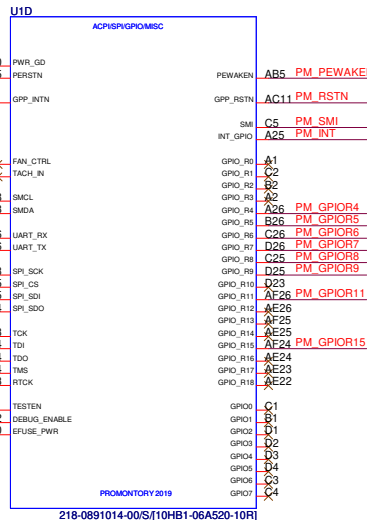 U1D
ACPI/SPI/GPIO/MISC
PWR_GD
PERSTN PEWAKEN AB5
GPP_INTN GPP_RSTN AC11 PM_RSTN
SMI C5 PM_SMI
INT_GPIO A25 PM_INT
FAN_CTRL GPIO_R0 A1
TACH_IN GPIO_R1 C2
GPIO_R2 B2
SMCL GPIO_R3 A2
SMDA GPIO_R4 A26 PM_GPIOR4
GPIO_R5 B26 PM_GPIOR5
UART_RX GPIO_R6 C26 PM_GPIOR6
UART_TX GPIO_R7 D26 PM_GPIOR7
GPIO_R8 C25 PM_GPIOR8
SPI_SCK GPIO_R9 D25 PM_GPIOR9
SPI_CS GPIO_R10 D23
SPI_SDI GPIO_R11 AF26 PM_GPIOR11
SPI_SDO GPIO_R12 AE26
GPIO_R13 AF25
TCK GPIO_R14 AE25
TDI GPIO_R15 AF24 PM_GPIOR15
TDO GPIO_R16 AE24
TMS GPIO_R17 AE23
RTCK GPIO_R18 AE22
TESTEN GPIO0 C1
DEBUG_ENABLE GPIO1 B1
EFUSE_PWR GPIO2 D1
GPIO3 D2
GPIO4 D3
GPIO5 D4
GPIO6 C3
GPIO7 C4
PROMONTORY 2019
218-0891014-00/S/[10HB1-06A520-10R]